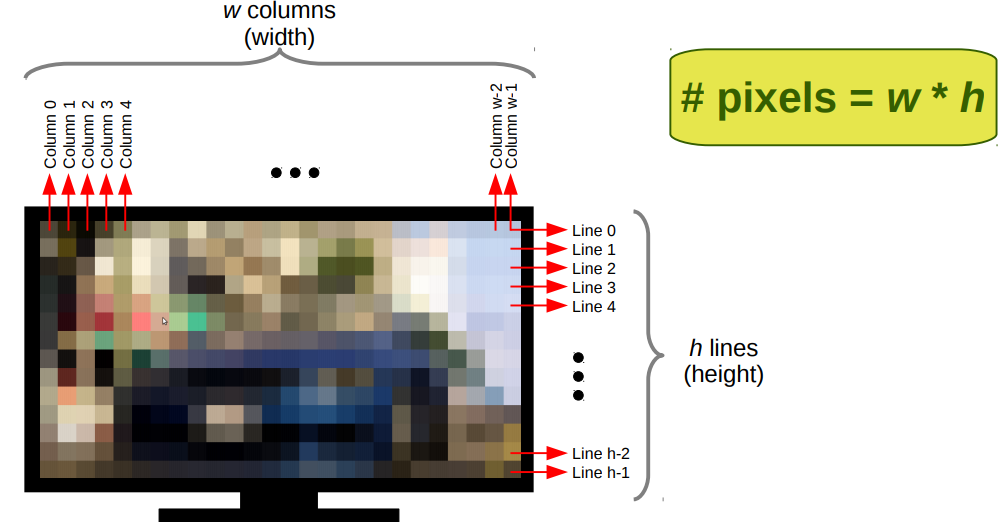 w columns
(width)
# pixels = w * h
Column 0
Column 1
Column 2
Column 3
Column 4
Column w-2
Column w-1
Line 0
Line 1
Line 2
Line 3
Line 4
h lines
(height)
Line h-2
Line h-1